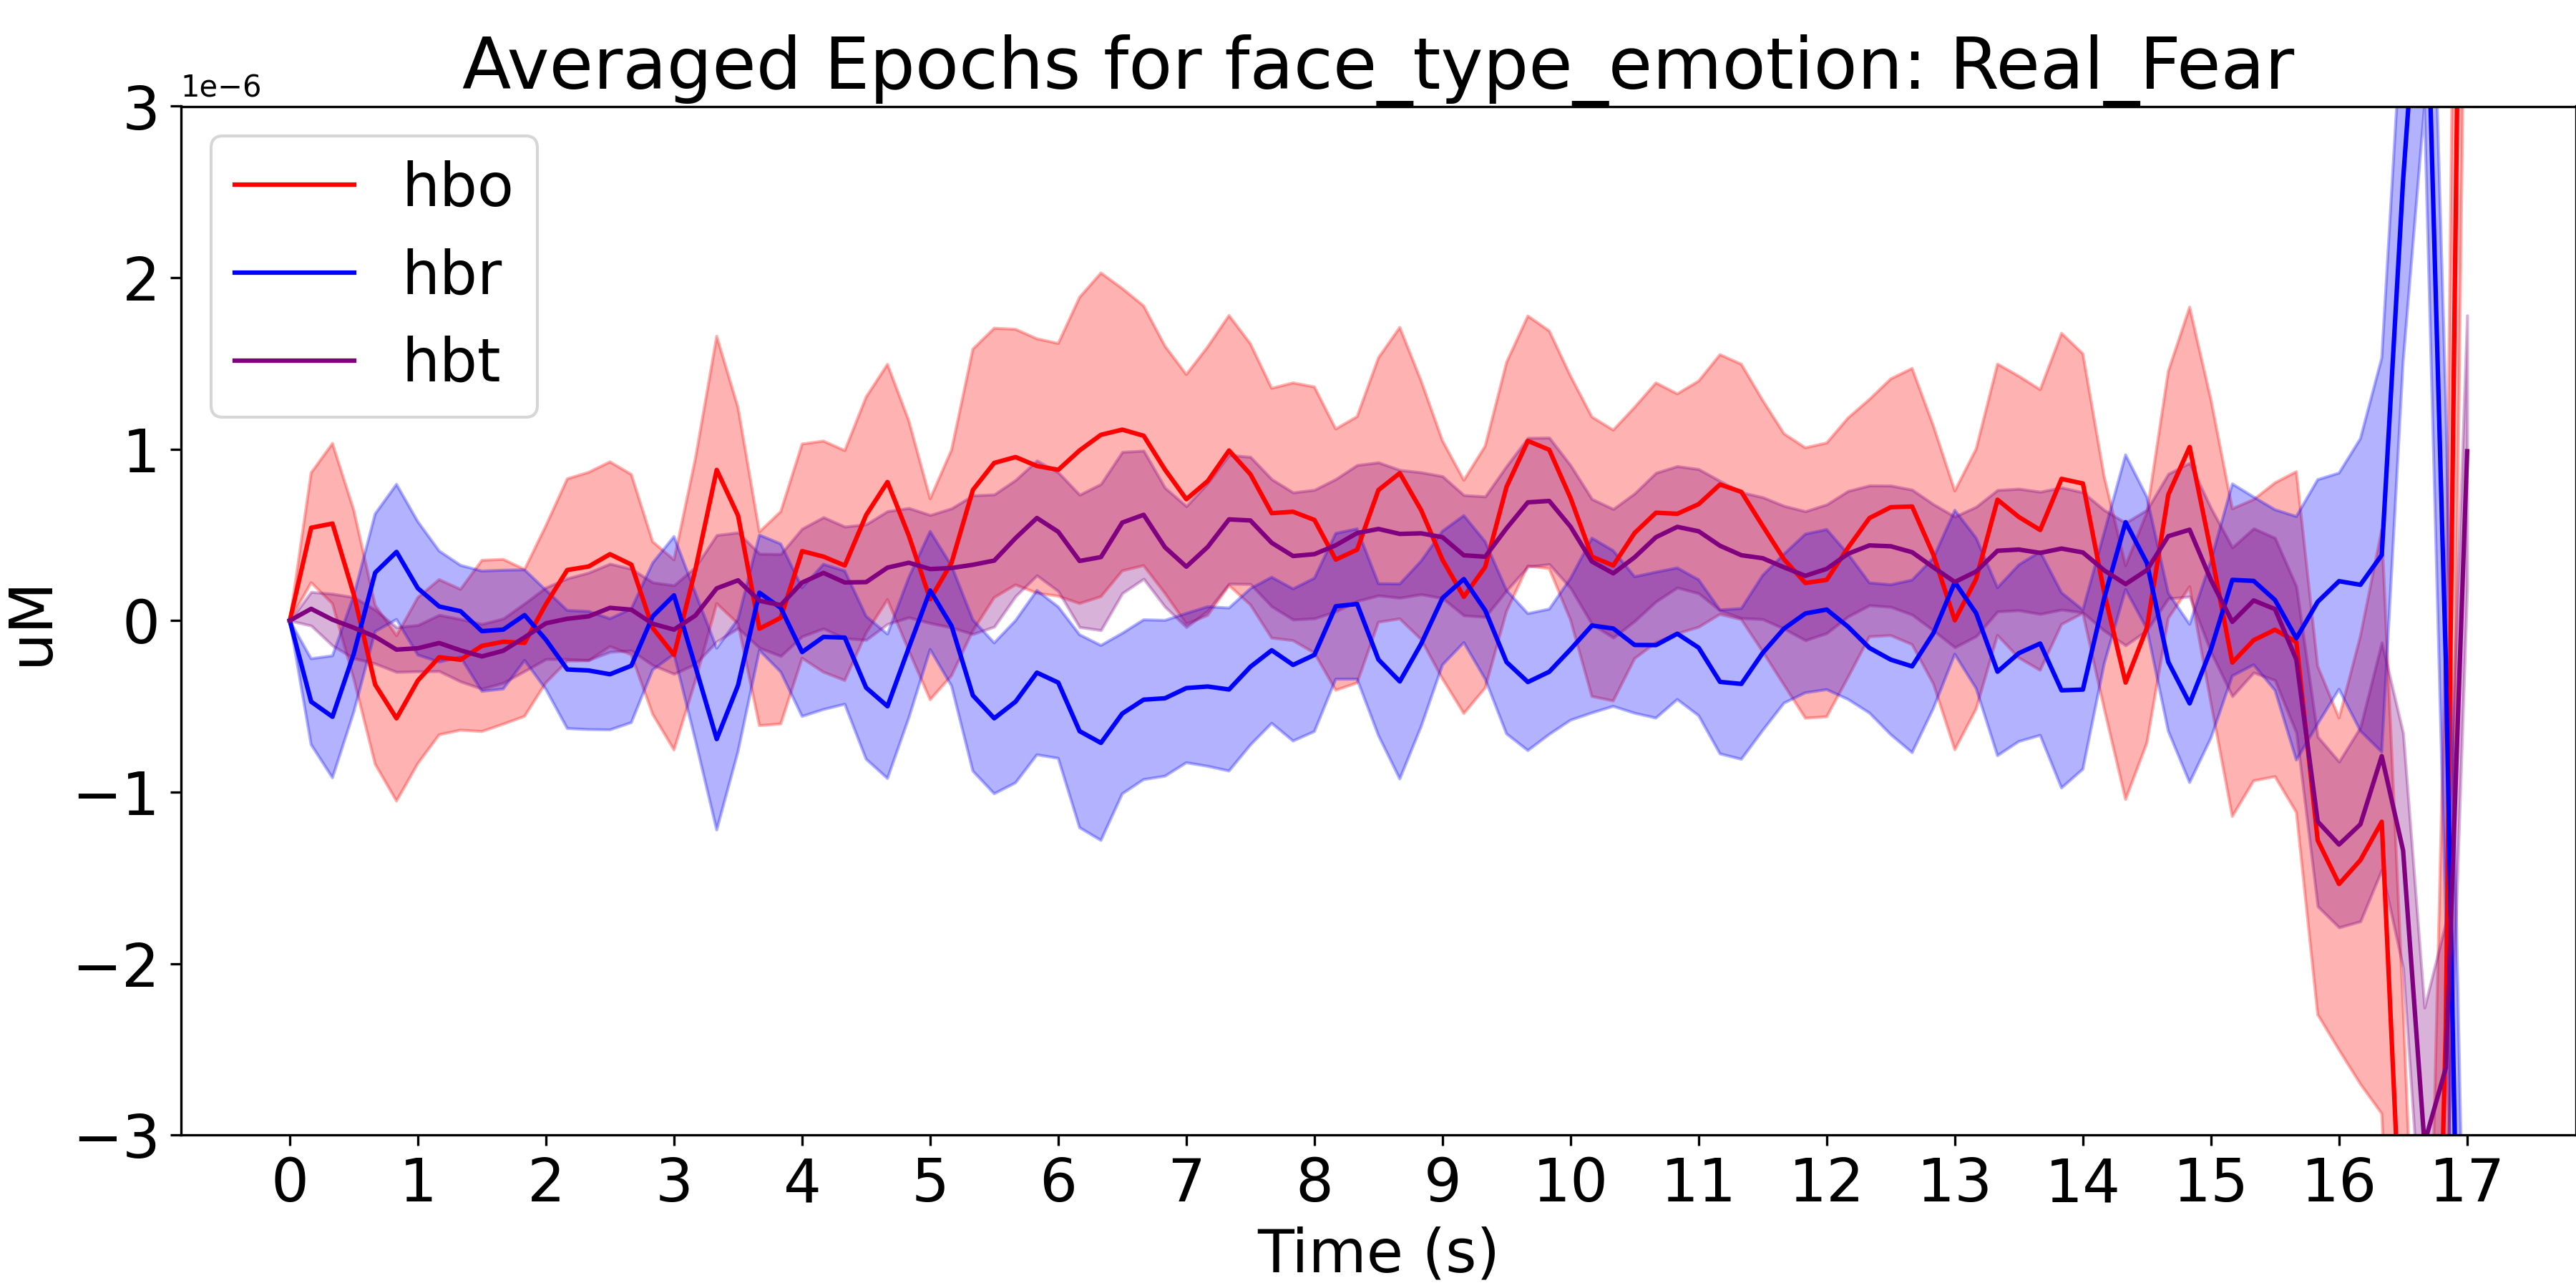 Averaged Epochs for face_type_emotion: Real_Fear
1e−6
3
2
1
0
−1
−2
−3
uM
hbo
hbr
hbt
0 1 2 3 4 5 6 7 8 9 10 11 12 13 14 15 16 17
Time (s)